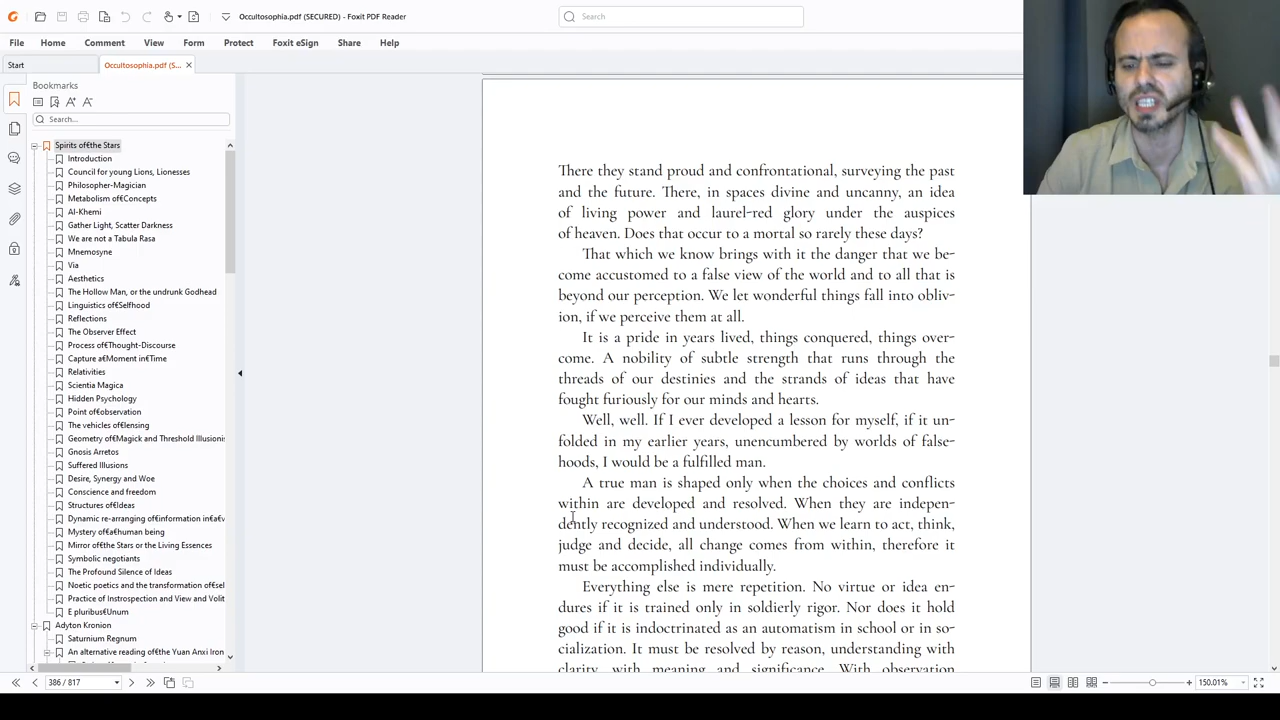 Occultosophia.pdf (SECURED) - Foxit PDF Reader
Search
File Home Comment View Form Protect Foxit eSign Share Help
Start
Occultosophia.pdf (S...
Bookmarks
Search...
Spirits of€the Stars
Introduction
Council for young Lions, Lionesses
Philosopher-Magician
Metabolism of€Concepts
Al-Khemi
Gather Light, Scatter Darkness
We are not a Tabula Rasa
Mnemosyne
Via
Aesthetics
The Hollow Man, or the undrunk Godhead
Linguistics of€Selfhood
Reflections
The Observer Effect
Process of€Thought-Discourse
Capture a€Moment in€Time
Relativities
Scientia Magica
Hidden Psychology
Point of€observation
The vehicles of€lensing
Geometry of€Magick and Threshold Illusionis
Gnosis Arretos
Suffered Illusions
Desire, Synergy and Woe
Conscience and freedom
Structures of€Ideas
Dynamic re-arranging of€information in€a€v
Mystery of€a€human being
Mirror of€the Stars or the Living Essences
Symbolic negotiants
The Profound Silence of Ideas
Noetic poetics and the transformation of€sel
Practice of Instrospection and View and Volit
E pluribus€Unum
Adyton Kronion
Saturnium Regnum
An alternative reading of€the Yuan Anxi Iron
There they stand proud and confrontational, surveying the past
and the future. There, in spaces divine and uncanny, an idea
of living power and laurel-red glory under the auspices
of heaven. Does that occur to a mortal so rarely these days?
That which we know brings with it the danger that we be-
come accustomed to a false view of the world and to all that is
beyond our perception. We let wonderful things fall into obliv-
ion, if we perceive them at all.
It is a pride in years lived, things conquered, things over-
come. A nobility of subtle strength that runs through the
threads of our destinies and the strands of ideas that have
fought furiously for our minds and hearts.
Well, well. If I ever developed a lesson for myself, if it un-
folded in my earlier years, unencumbered by worlds of false-
hoods, I would be a fulfilled man.
A true man is shaped only when the choices and conflicts
within are developed and resolved. When they are indepen-
dently recognized and understood. When we learn to act, think,
judge and decide, all change comes from within, therefore it
must be accomplished individually.
Everything else is mere repetition. No virtue or idea en-
dures if it is trained only in soldierly rigor. Nor does it hold
good if it is indoctrinated as an automatism in school or in so-
cialization. It must be resolved by reason, understanding with
clarity, with meaning and significance. With observation
386 / 817
150.01%